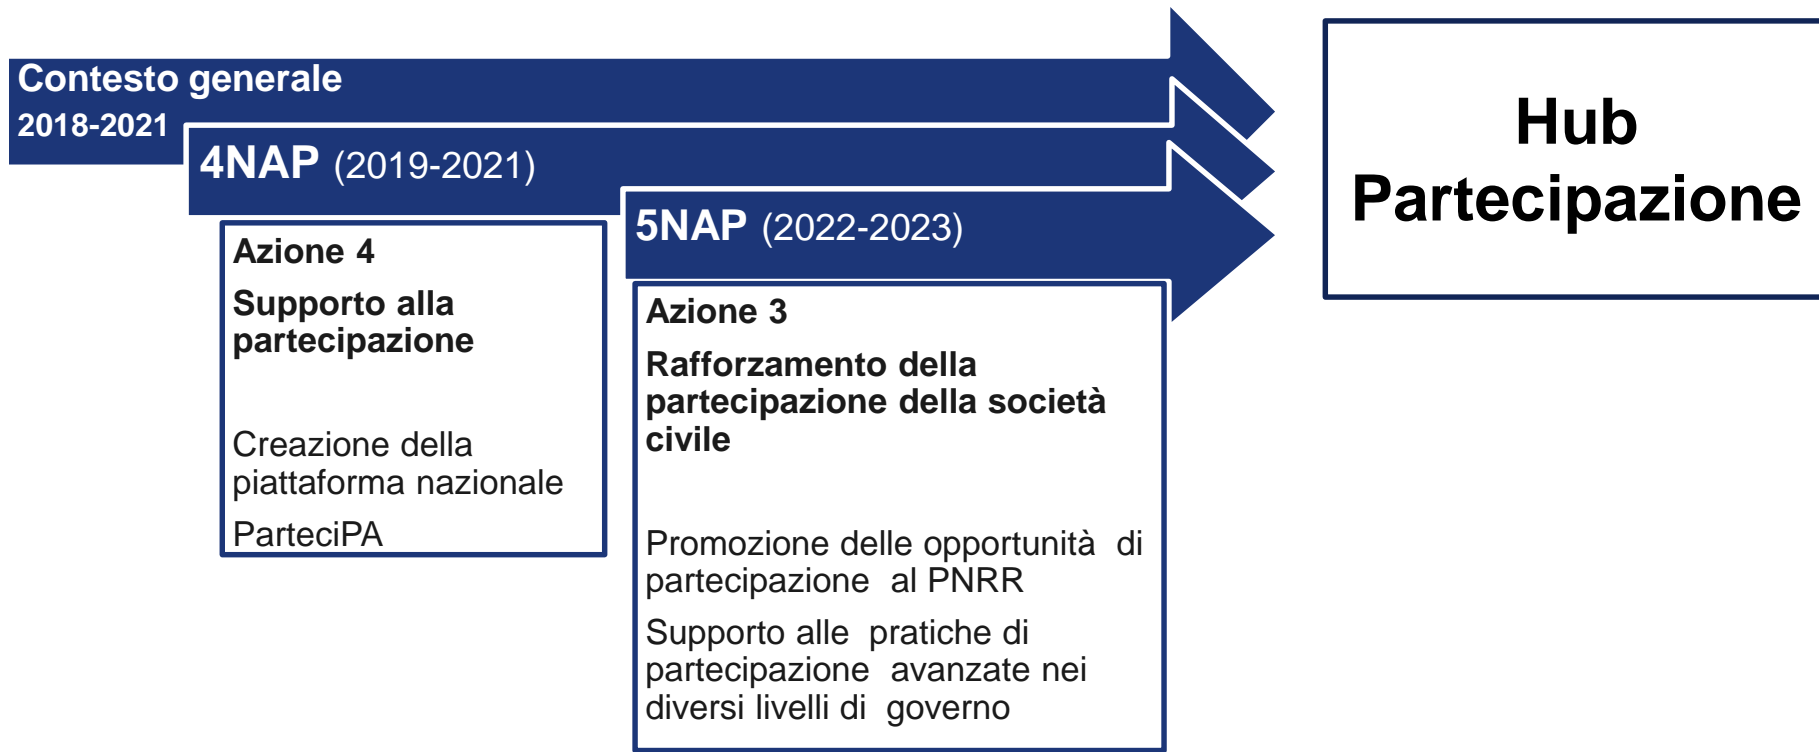 Contesto generale
2018-2021
4NAP (2019-2021)
Azione 4
Supporto alla
partecipazione
Creazione della
piattaforma nazionale
ParteciPA
5NAP (2022-2023)
Azione 3
Rafforzamento della
partecipazione della società
civile
Promozione delle opportunità di
partecipazione al PNRR
Supporto alle pratiche di
partecipazione avanzate nei
diversi livelli di governo
Hub
Partecipazione